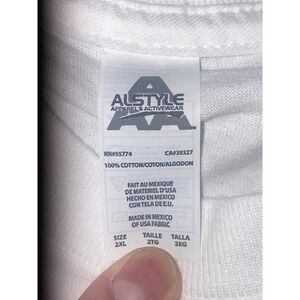 AAA
ALSTYLE
APPAREL & ACTIVEWEAR
RN#55774 CA#38327
100% COTTON/COTON/ALGODON
FAIT AU MEXIQUE
DE MATERIEL D'USA
HECHO EN MEXICO
CON TELA DE E.U.
MADE IN MEXICO
OF USA FABRIC
SIZE TAILLE TALLA
2XL 2TG 2EG